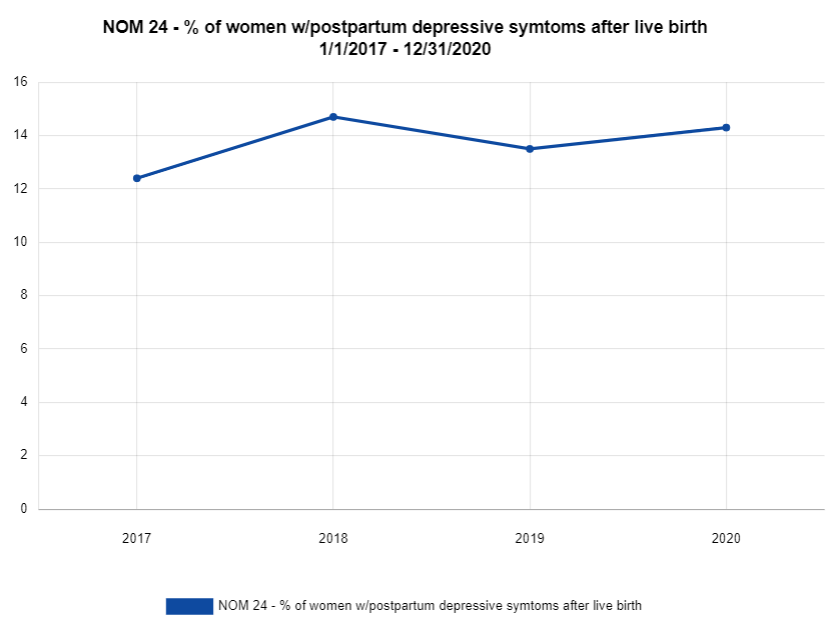 NOM 24 - % of women w/postpartum depressive symtoms after live birth
1/1/2017 - 12/31/2020
16
14
12
10
8
6
4
2
0
2017 2018 2019 2020
NOM 24 - % of women w/postpartum depressive symtoms after live birth